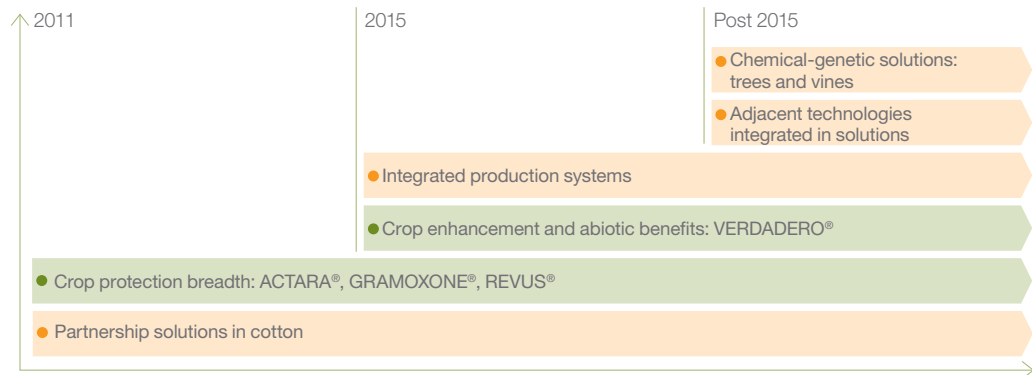 2011
2015
Post 2015
Chemical-genetic solutions:
trees and vines
Adjacent technologies
integrated in solutions
Integrated production systems
Crop enhancement and abiotic benefits: VERDADERO®
Crop protection breadth: ACTARA®, GRAMOXONE®, REVUS®
Partnership solutions in cotton